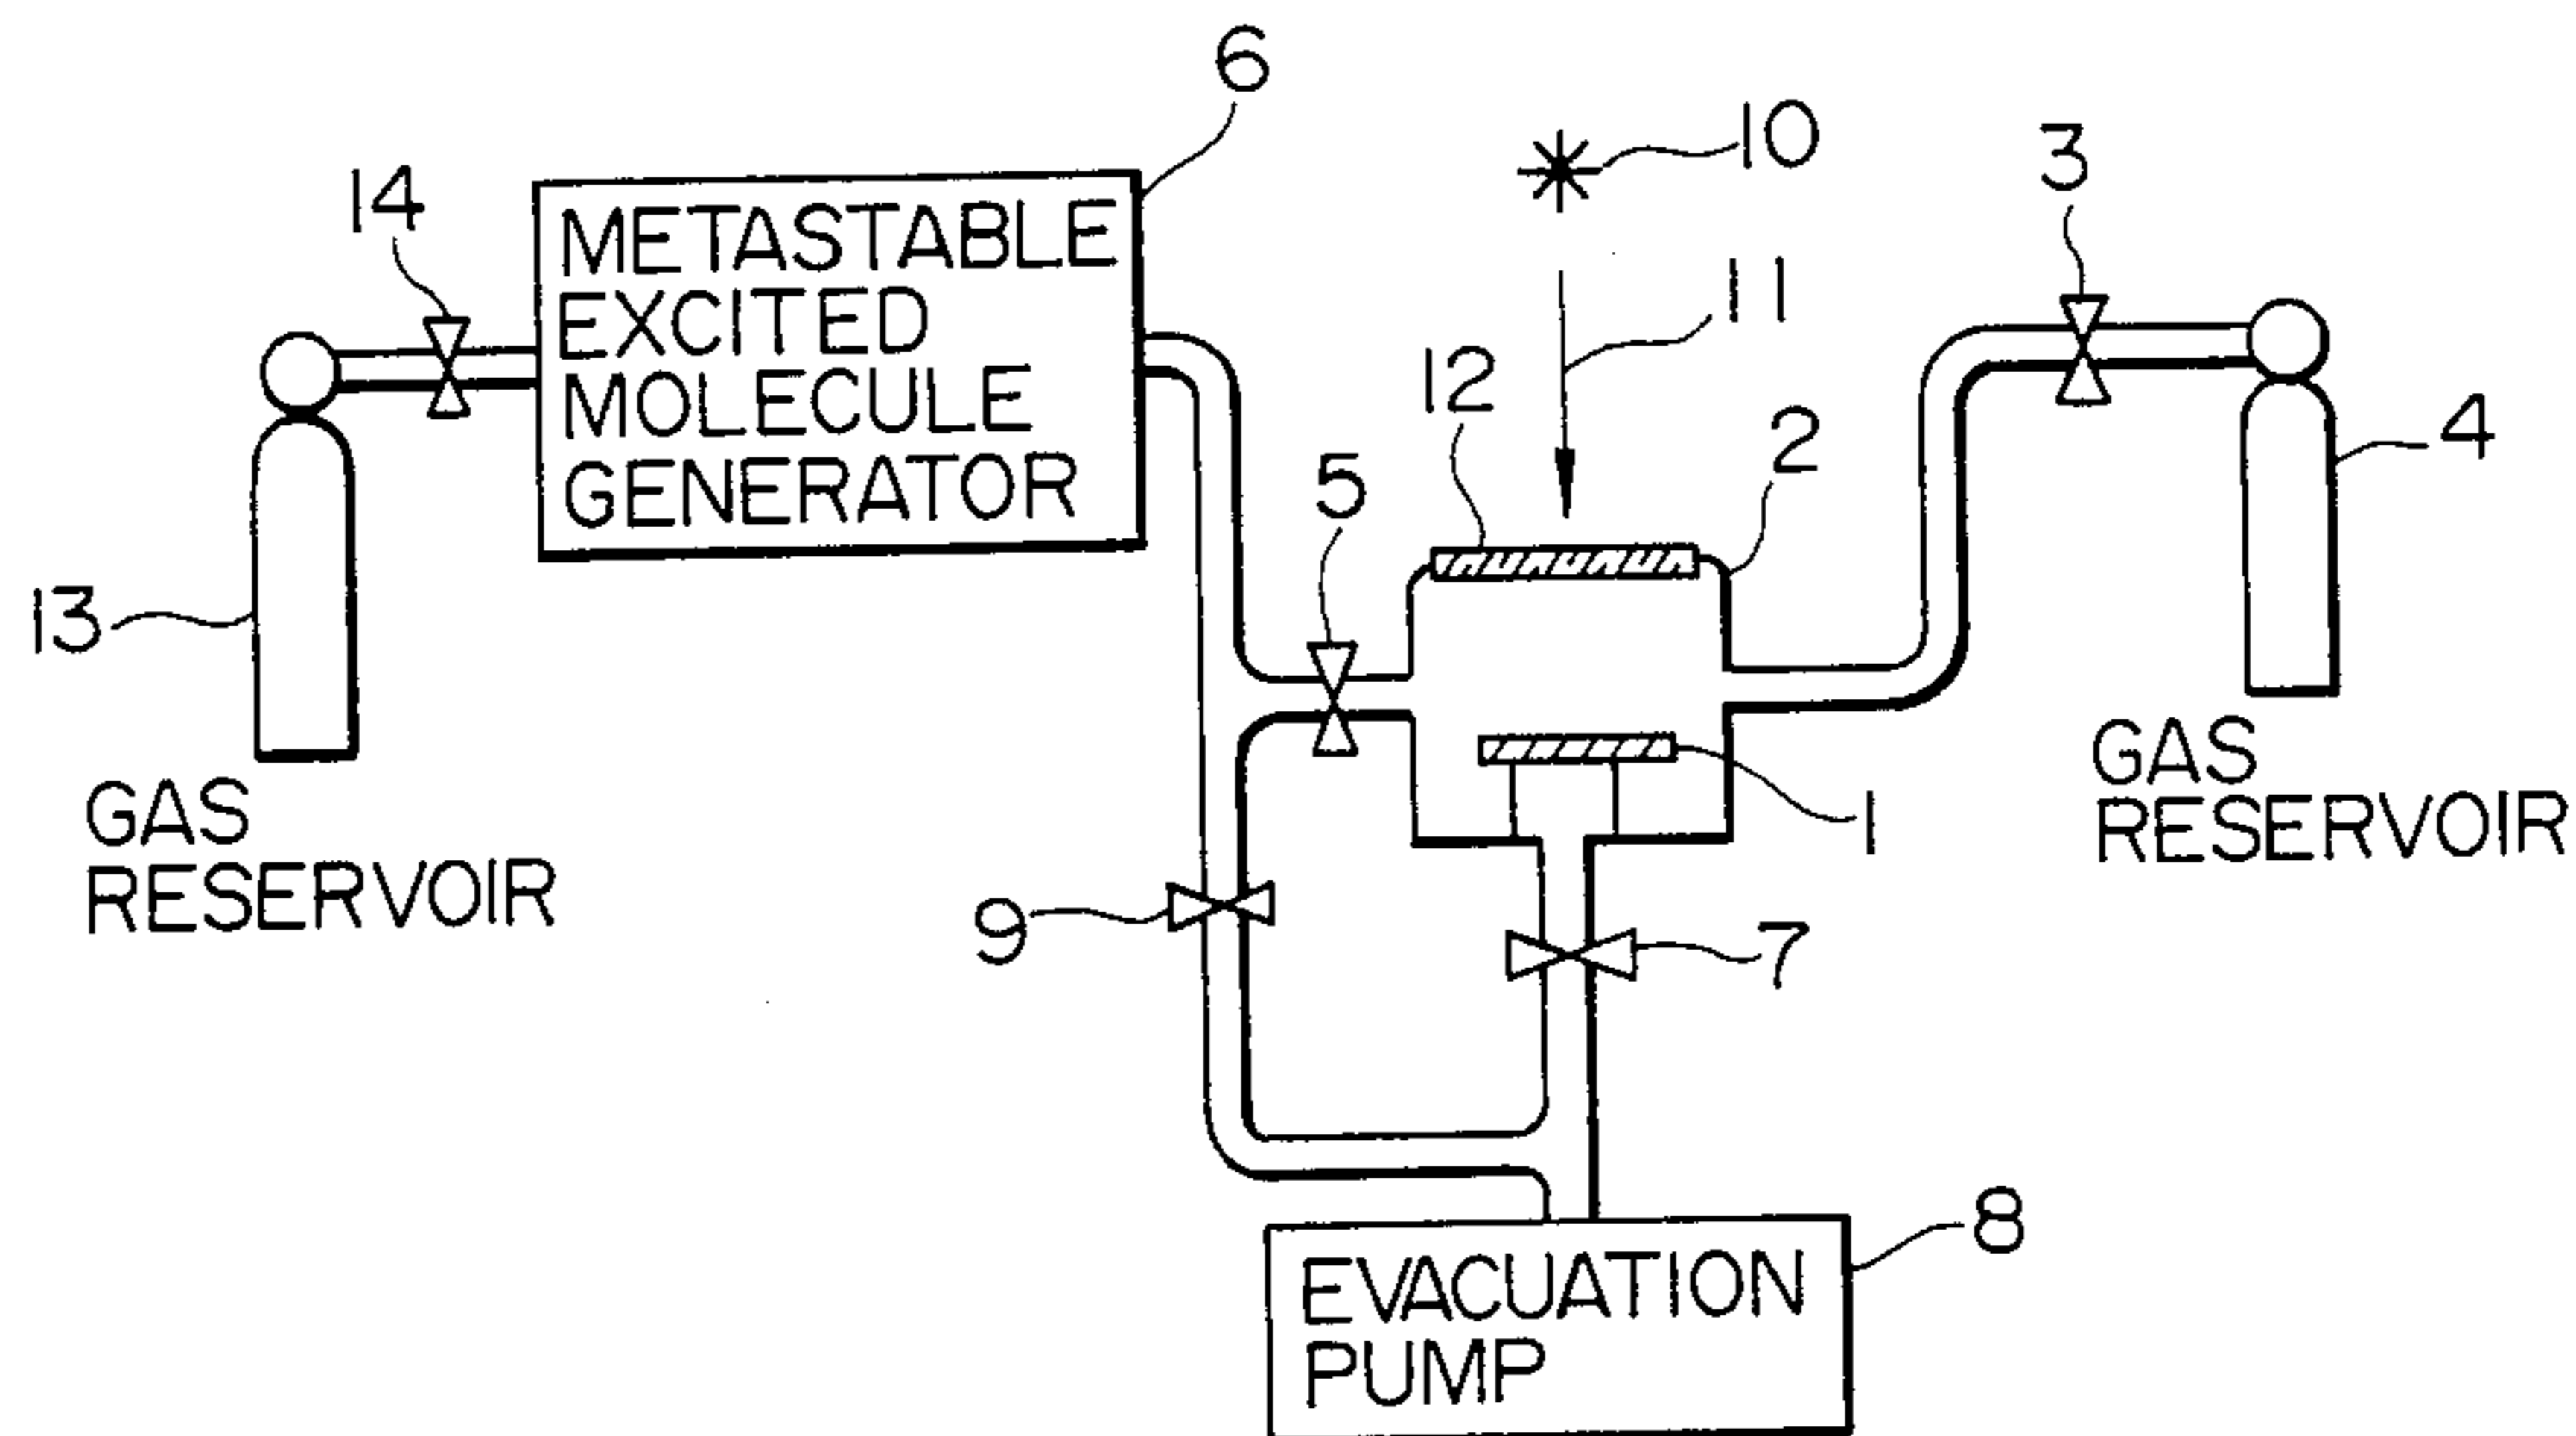 6
10
3
14
METASTABLE
EXCITED
MOLECULE
GENERATOR
11
12
2
4
5
13
GAS
RESERVOIR
GAS
RESERVOIR
1
9
7
8
EVACUATION
PUMP